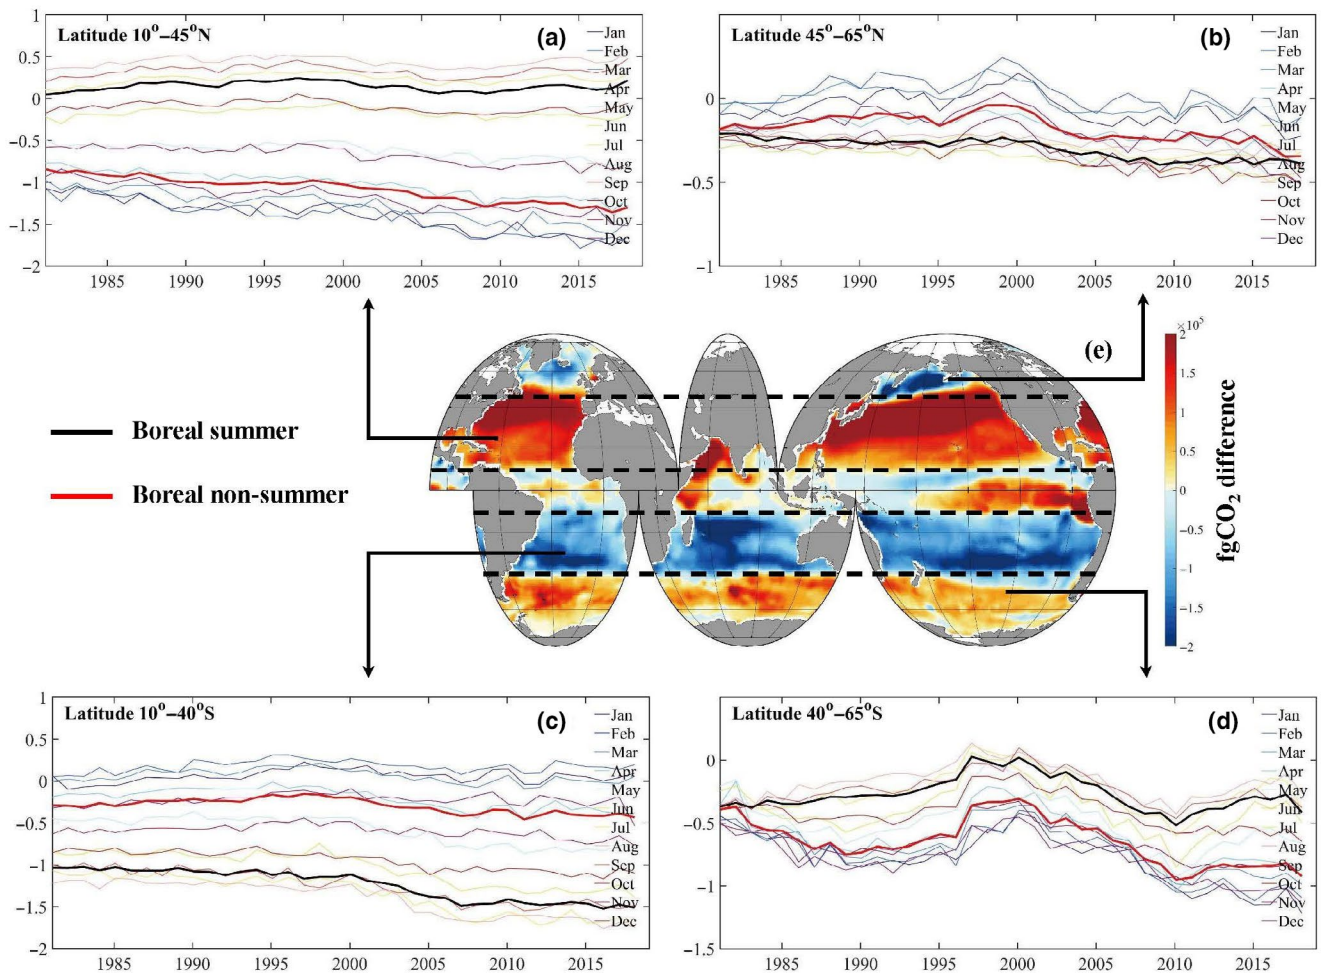 Latitude 10°–45°N
(a)
1
0.5
0
−0.5
−1
−1.5
−2
1985 1990 1995 2000 2005 2010 2015
Jan
Feb
Mar
Apr
May
Jun
Jul
Aug
Sep
Oct
Nov
Dec
Latitude 45°–65°N
(b)
0
−0.5
−1
1985 1990 1995 2000 2005 2010 2015
Jan
Feb
Mar
Apr
May
Jun
Jul
Aug
Sep
Oct
Nov
Dec
Boreal summer
Boreal non-summer
(e)
×10⁵
2
1.5
1
0.5
0
−0.5
−1
−1.5
−2
fgCO₂ difference
Latitude 10°–40°S
(c)
1
0.5
0
−0.5
−1
−1.5
−2
1985 1990 1995 2000 2005 2010 2015
Jan
Feb
Mar
Apr
May
Jun
Jul
Aug
Sep
Oct
Nov
Dec
Latitude 40°–65°S
(d)
0
−0.5
−1
−1.5
1985 1990 1995 2000 2005 2010 2015
Jan
Feb
Mar
Apr
May
Jun
Jul
Aug
Sep
Oct
Nov
Dec